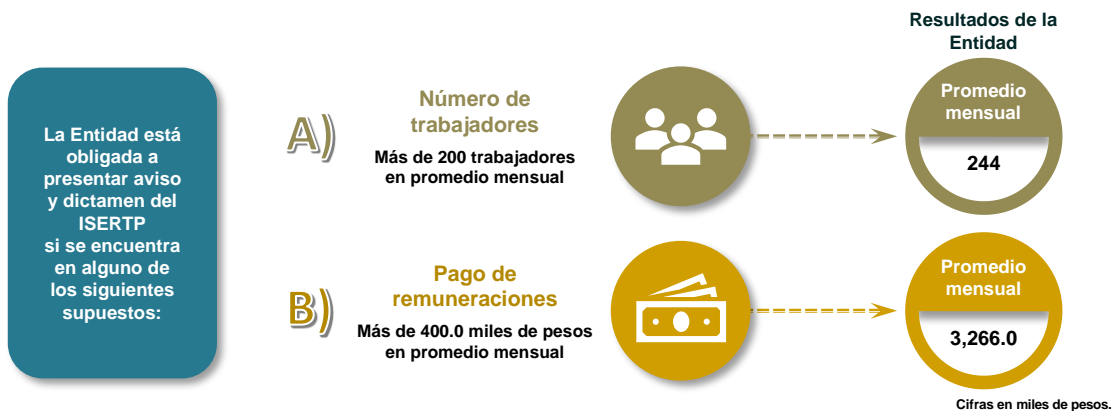 La Entidad está
obligada a
presentar aviso
y dictamen del
ISERTP
si se encuentra
en alguno de
los siguientes
supuestos:
A)
Número de
trabajadores
Más de 200 trabajadores
en promedio mensual
Resultados de la
Entidad
Promedio
mensual
244
B)
Pago de
remuneraciones
Más de 400.0 miles de pesos
en promedio mensual
Promedio
mensual
3,266.0
Cifras en miles de pesos.